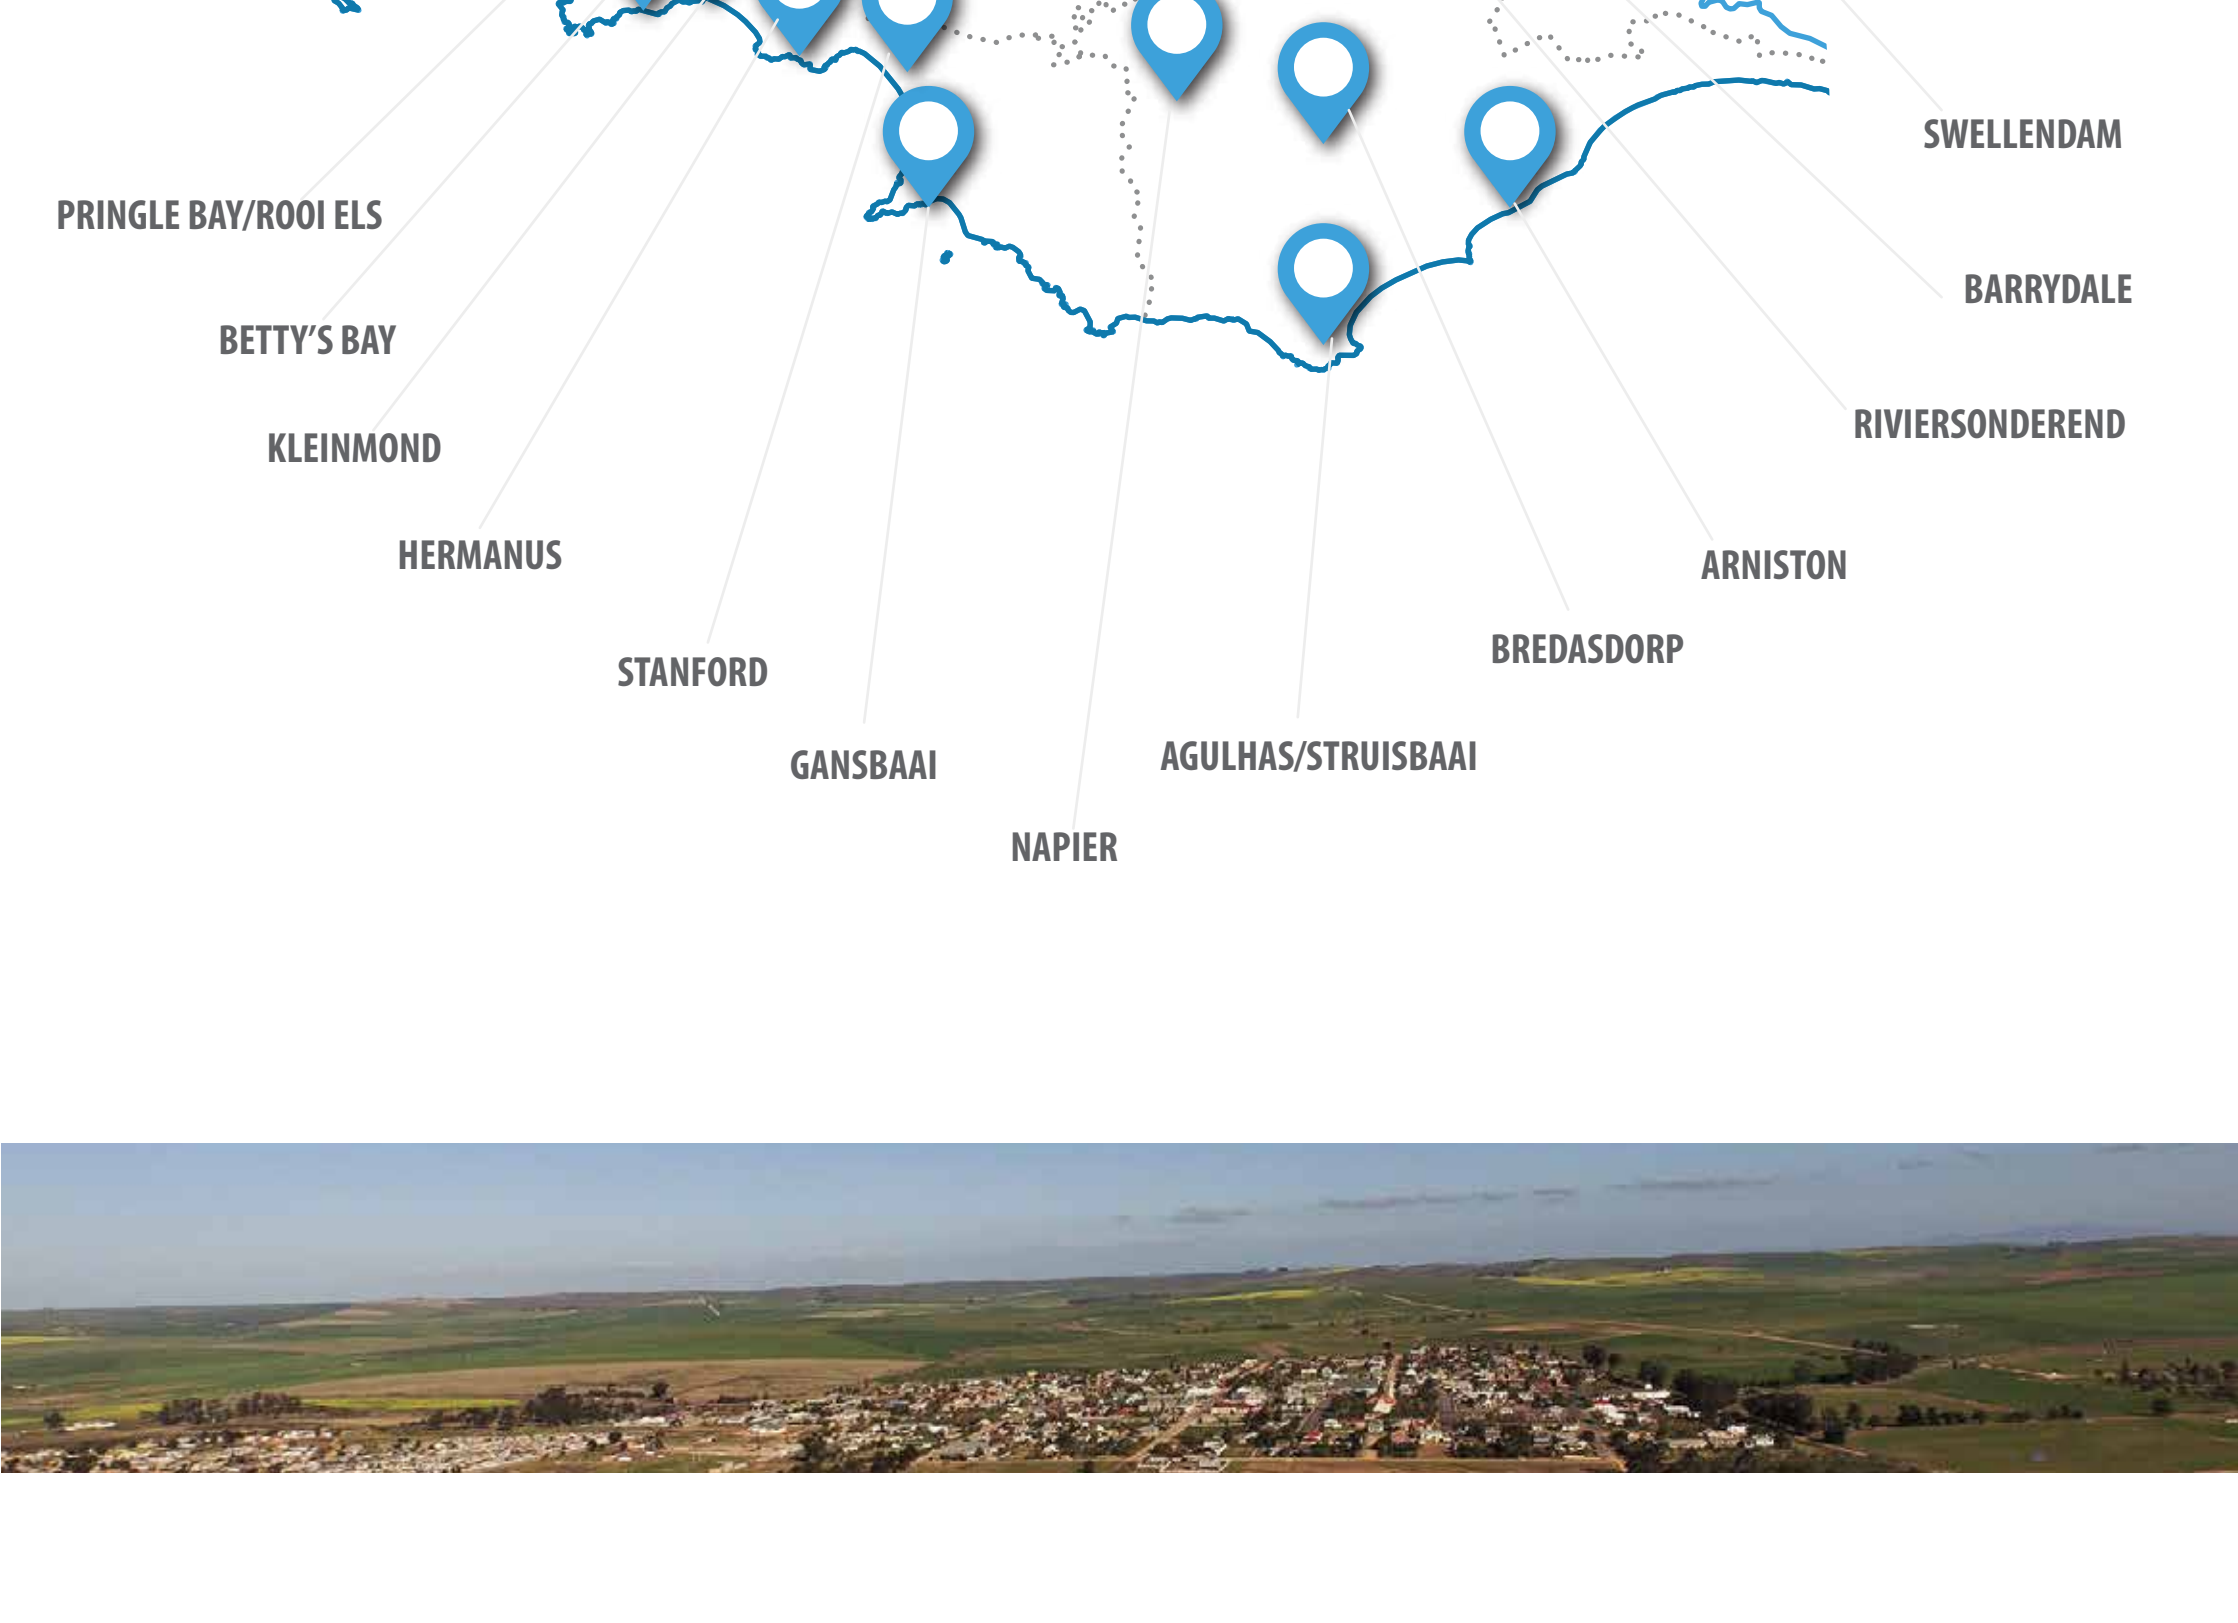 SWELLENDAM
PRINGLE BAY/ROOI ELS
BARRYDALE
BETTY'S BAY
RIVIERSONDEREND
KLEINMOND
HERMANUS
ARNISTON
BREDASDORP
STANFORD
AGULHAS/STRUISBAAI
GANSBAAI
NAPIER